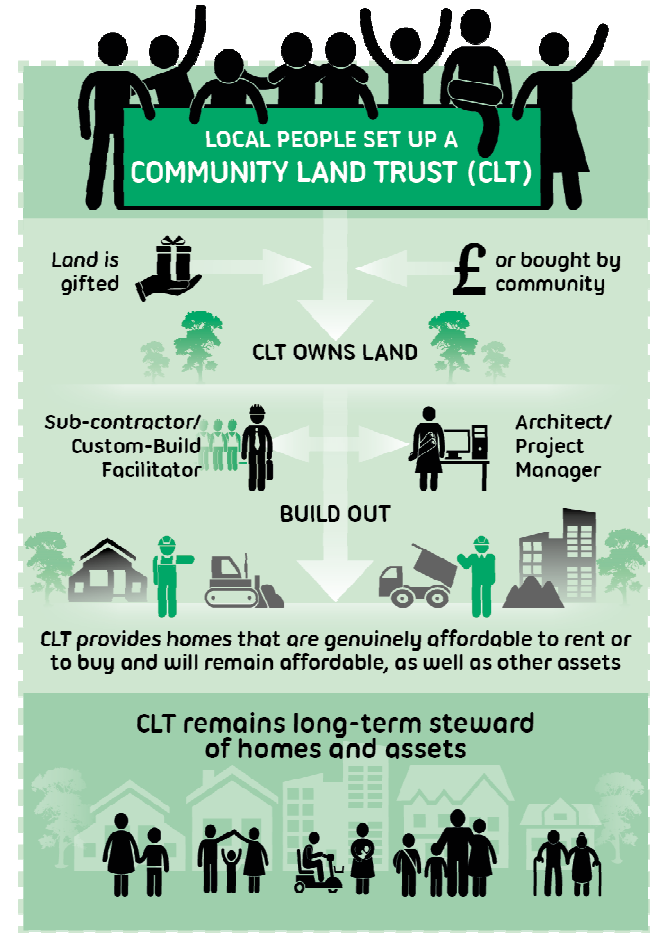 LOCAL PEOPLE SET UP A
COMMUNITY LAND TRUST (CLT)
Land is
gifted
£ or bought by
community
CLT OWNS LAND
Sub-contractor/
Custom-Build
Facilitator
Architect/
Project
Manager
BUILD OUT
CLT provides homes that are genuinely affordable to rent or
to buy and will remain affordable, as well as other assets
CLT remains long-term steward
of homes and assets